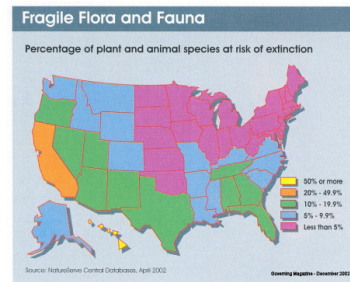 Fragile Flora and Fauna
Percentage of plant and animal species at risk of extinction
50% or more
20% - 49.9%
10% - 19.9%
5% - 9.9%
Less than 5%
Source: NatureServe Central Databases, April 2002
Governing Magazine - December 2002